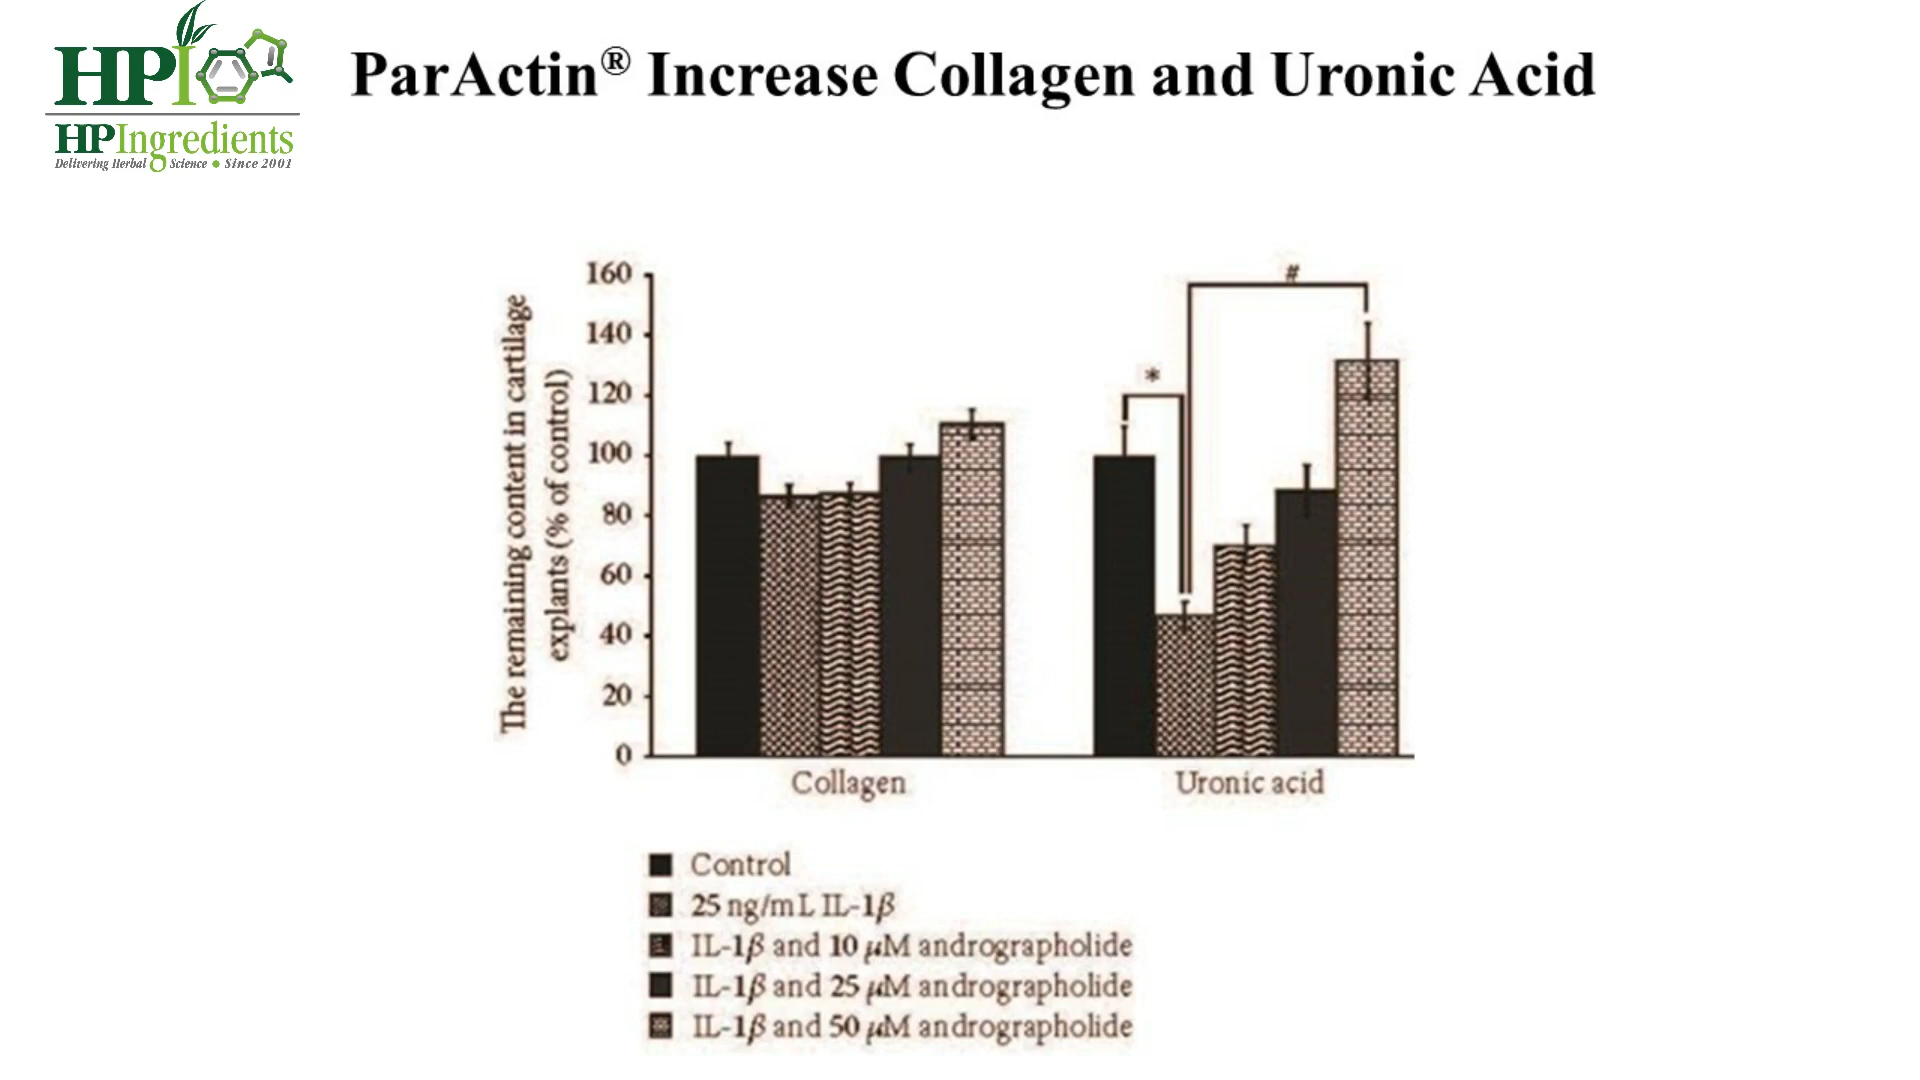 HPI
HPIngredients
Delivering Herbal Science • Since 2001
ParActin® Increase Collagen and Uronic Acid
The remaining content in cartilage
explants (% of control)
160
140
120
100
80
60
40
20
0
#
*
Collagen
Uronic acid
Control
25 ng/mL IL-1β
IL-1β and 10 μM andrographolide
IL-1β and 25 μM andrographolide
IL-1β and 50 μM andrographolide